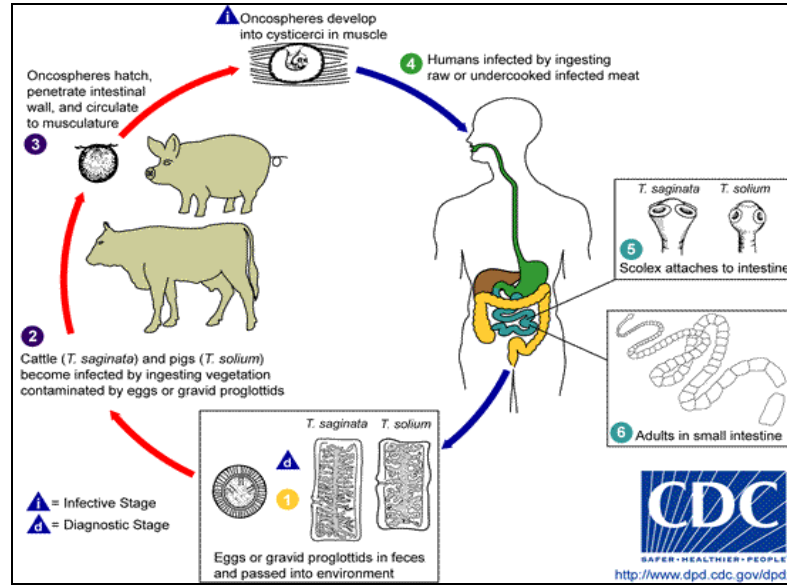 i
Oncospheres develop
into cysticerci in muscle
4
Humans infected by ingesting
raw or undercooked infected meat
Oncospheres hatch,
penetrate intestinal
wall, and circulate
to musculature
3
T. saginata
T. solium
5
Scolex attaches to intestine
2
Cattle (T. saginata) and pigs (T. solium)
become infected by ingesting vegetation
contaminated by eggs or gravid proglottids
6
Adults in small intestine
T. saginata
T. solium
d
1
Eggs or gravid proglottids in feces
and passed into environment
i = Infective Stage
d = Diagnostic Stage
CDC
SAFER • HEALTHIER • PEOPLE
http://www.dpd.cdc.gov/dpd